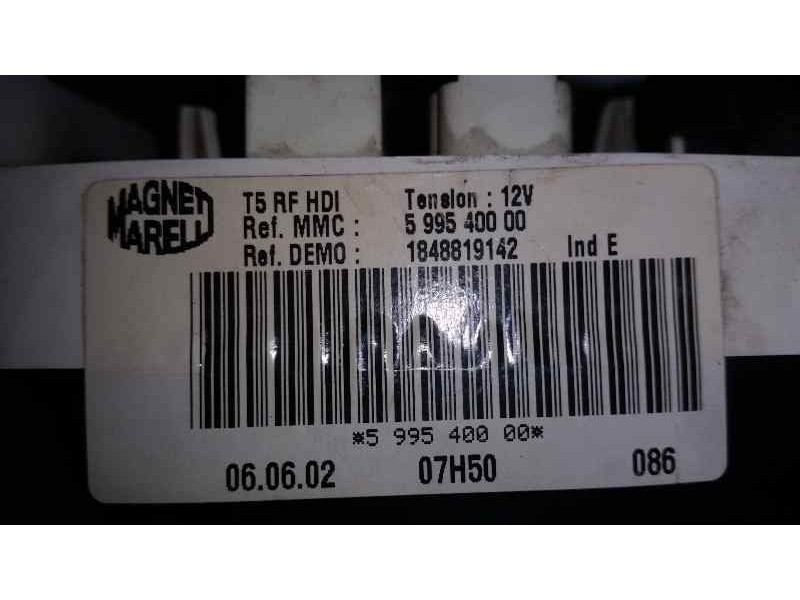 MAGNETI
MARELLI
T5 RF HDI Tension : 12V
Ref. MMC : 5 995 400 00
Ref. DEMO : 1848819142 Ind E
*5 995 400 00*
06.06.02 07H50 086